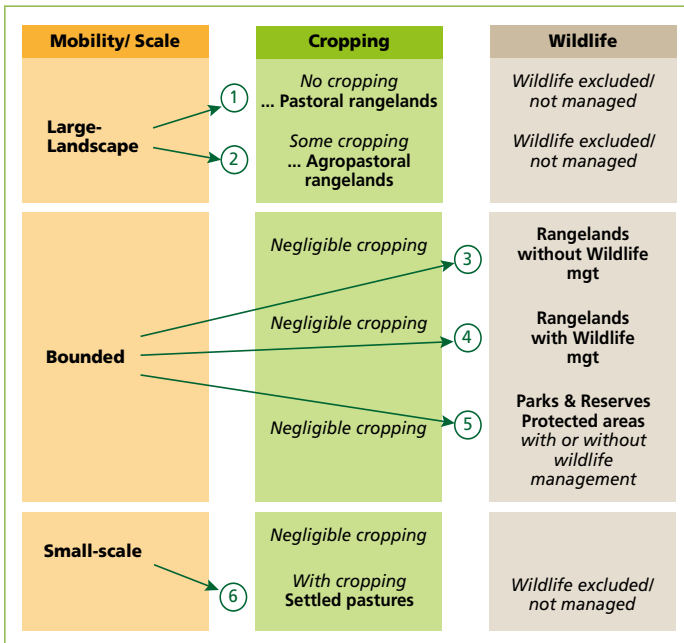 Mobility/ Scale
Cropping
Wildlife
Large-
Landscape
1
2
No cropping
... Pastoral rangelands
Some cropping
... Agropastoral
rangelands
Wildlife excluded/
not managed
Wildlife excluded/
not managed
Bounded
Negligible cropping
Negligible cropping
Negligible cropping
3
4
5
Rangelands
without Wildlife
mgt
Rangelands
with Wildlife
mgt
Parks & Reserves
Protected areas
with or without
wildlife
management
Small-scale
6
Negligible cropping
With cropping
Settled pastures
Wildlife excluded/
not managed